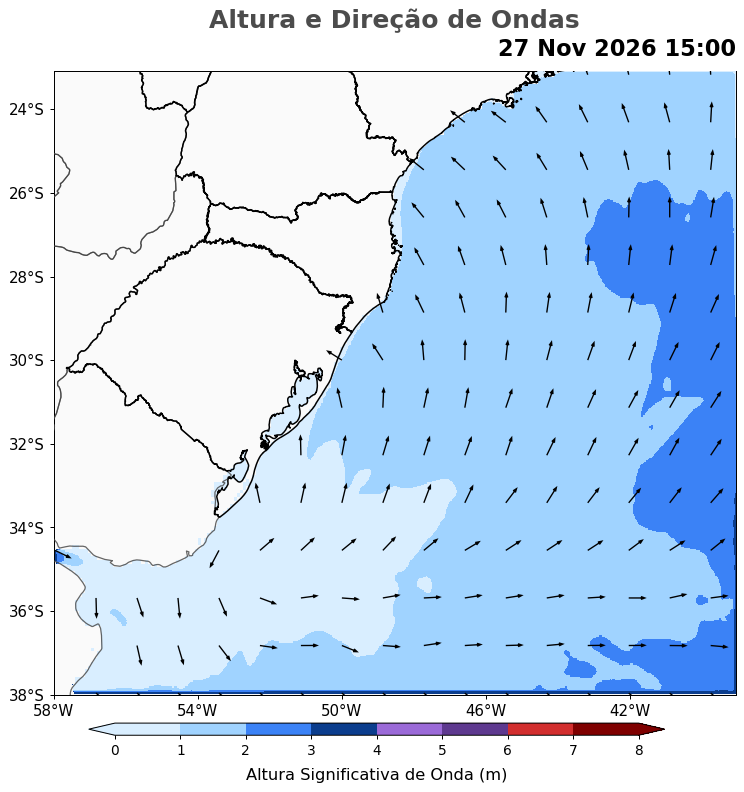 Altura e Direção de Ondas
27 Nov 2026 15:00
24°S
26°S
28°S
30°S
32°S
34°S
36°S
38°S
58°W 54°W 50°W 46°W 42°W
0 1 2 3 4 5 6 7 8
Altura Significativa de Onda (m)